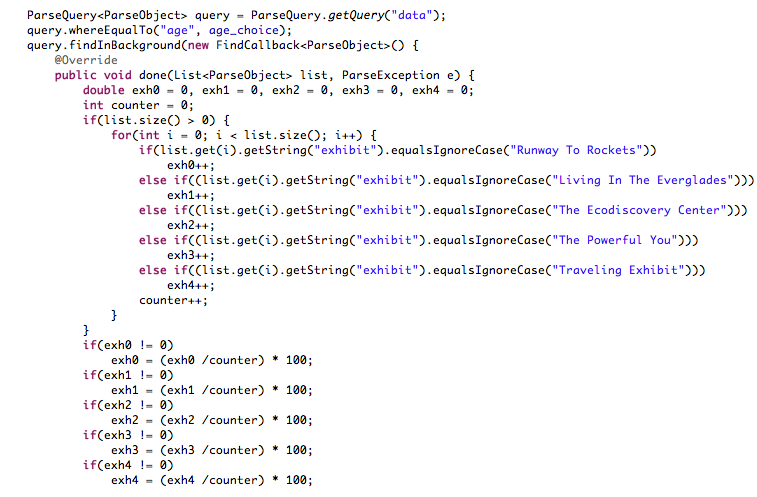 ParseQuery<ParseObject> query = ParseQuery.getQuery("data");
query.whereEqualTo("age", age_choice);
query.findInBackground(new FindCallback<ParseObject>() {
    @Override
    public void done(List<ParseObject> list, ParseException e) {
        double exh0 = 0, exh1 = 0, exh2 = 0, exh3 = 0, exh4 = 0;
        int counter = 0;
        if(list.size() > 0) {
            for(int i = 0; i < list.size(); i++) {
                if(list.get(i).getString("exhibit").equalsIgnoreCase("Runway To Rockets"))
                    exh0++;
                else if((list.get(i).getString("exhibit").equalsIgnoreCase("Living In The Everglades")))
                    exh1++;
                else if((list.get(i).getString("exhibit").equalsIgnoreCase("The Ecodiscovery Center")))
                    exh2++;
                else if((list.get(i).getString("exhibit").equalsIgnoreCase("The Powerful You")))
                    exh3++;
                else if((list.get(i).getString("exhibit").equalsIgnoreCase("Traveling Exhibit")))
                    exh4++;
                counter++;
            }
        }
        if(exh0 != 0)
            exh0 = (exh0 /counter) * 100;
        if(exh1 != 0)
            exh1 = (exh1 /counter) * 100;
        if(exh2 != 0)
            exh2 = (exh2 /counter) * 100;
        if(exh3 != 0)
            exh3 = (exh3 /counter) * 100;
        if(exh4 != 0)
            exh4 = (exh4 /counter) * 100;